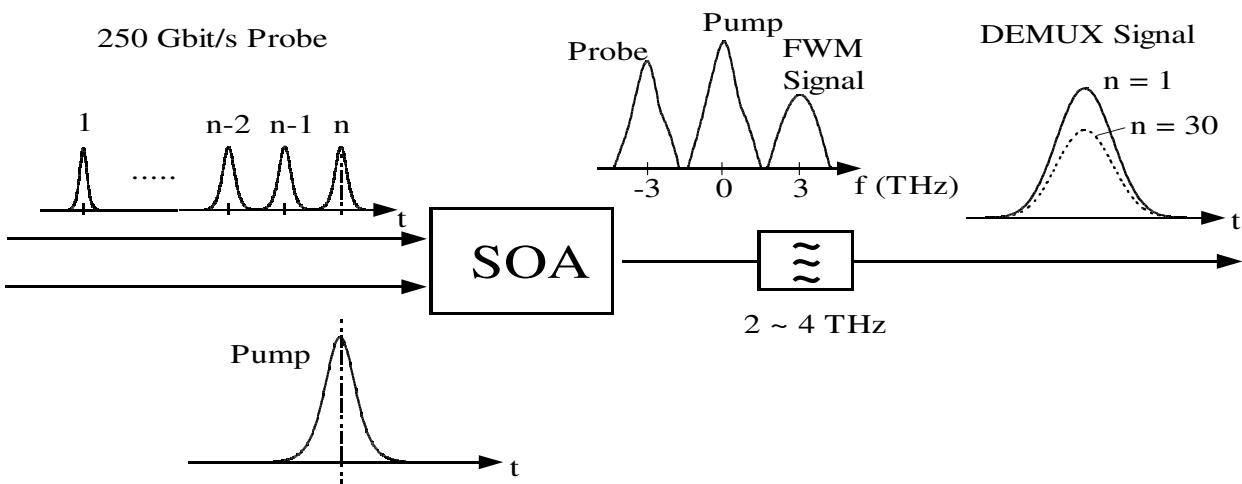 250 Gbit/s Probe
1
.....
n-2
n-1
n
t
Probe
Pump
FWM
Signal
-3
0
3
f (THz)
DEMUX Signal
n = 1
n = 30
t
SOA
2 ~ 4 THz
Pump
t